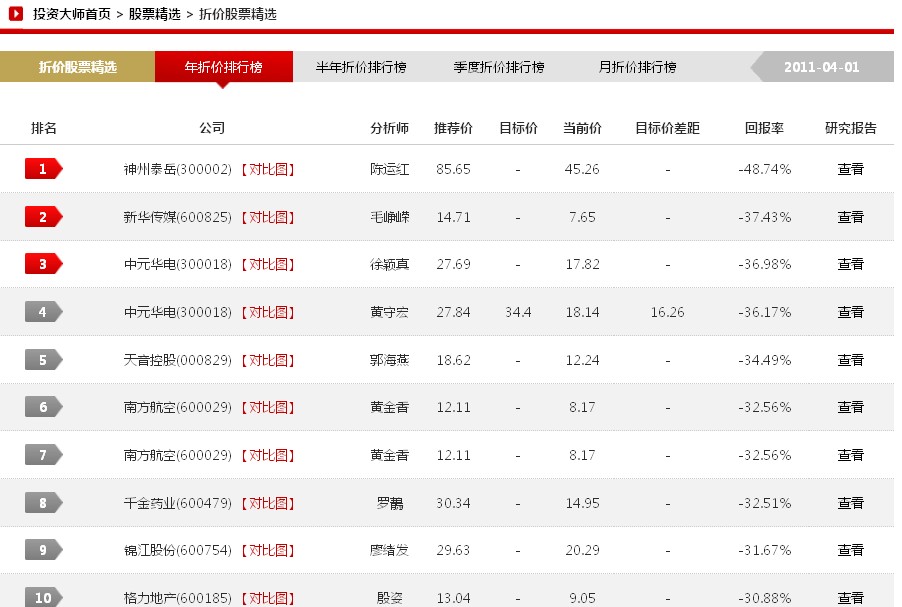 投资大师首页 > 股票精选 > 折价股票精选
折价股票精选 年折价排行榜 半年折价排行榜 季度折价排行榜 月折价排行榜 2011-04-01
排名 公司 分析师 推荐价 目标价 当前价 目标价差距 回报率 研究报告
1 神州泰岳(300002) 【对比图】 陈运红 85.65 - 45.26 - -48.74% 查看
2 新华传媒(600825) 【对比图】 毛峥嵘 14.71 - 7.65 - -37.43% 查看
3 中元华电(300018) 【对比图】 徐颖真 27.69 - 17.82 - -36.98% 查看
4 中元华电(300018) 【对比图】 黄守宏 27.84 34.4 18.14 16.26 -36.17% 查看
5 天音控股(000829) 【对比图】 郭海燕 18.62 - 12.24 - -34.49% 查看
6 南方航空(600029) 【对比图】 黄金香 12.11 - 8.17 - -32.56% 查看
7 南方航空(600029) 【对比图】 黄金香 12.11 - 8.17 - -32.56% 查看
8 千金药业(600479) 【对比图】 罗鶄 30.34 - 14.95 - -32.51% 查看
9 锦江股份(600754) 【对比图】 廖绪发 29.63 - 20.29 - -31.67% 查看
10 格力地产(600185) 【对比图】 殷姿 13.04 - 9.05 - -30.88% 查看